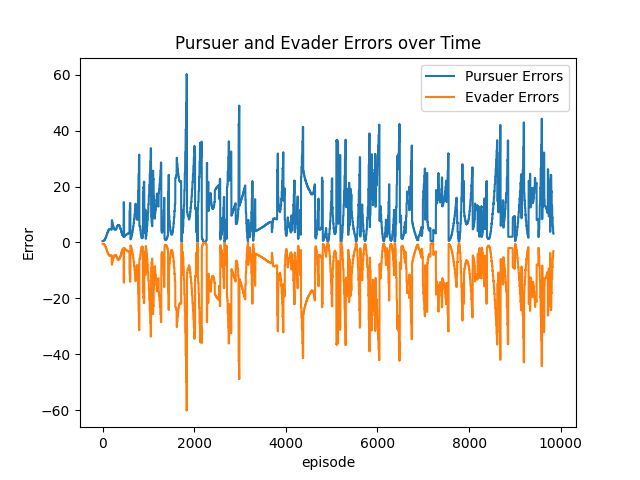 Pursuer and Evader Errors over Time
Pursuer Errors
Evader Errors
60
40
20
0
−20
−40
−60
Error
0 2000 4000 6000 8000 10000
episode